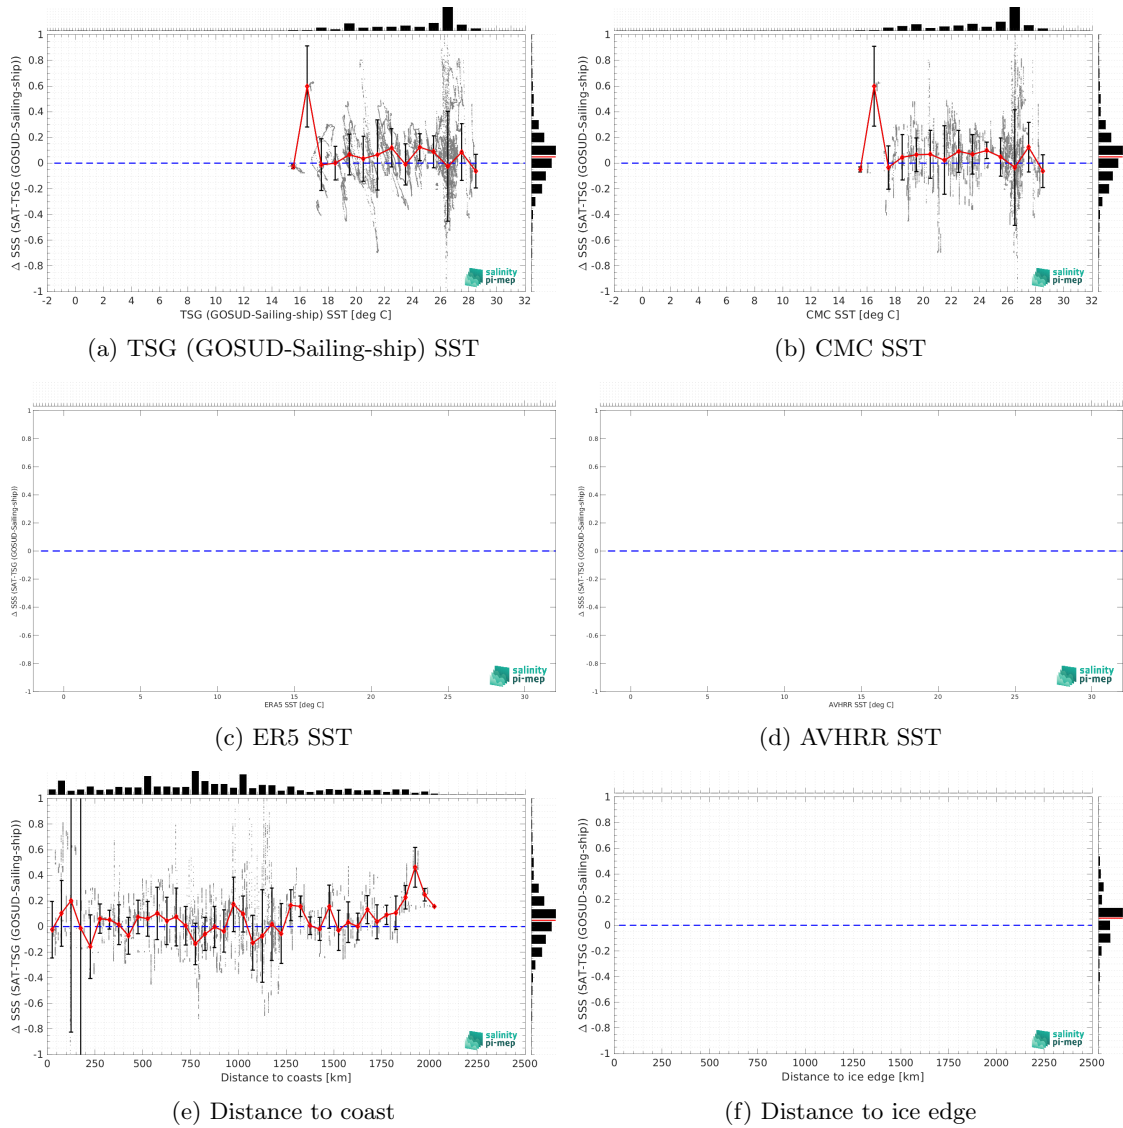 1
0.8
0.6
0.4
0.2
0
-0.2
-0.4
-0.6
-0.8
-1
Δ SSS (SAT-TSG (GOSUD-Sailing-ship))
-2 0 2 4 6 8 10 12 14 16 18 20 22 24 26 28 30 32
TSG (GOSUD-Sailing-ship) SST [deg C]
salinity
pi-mep
(a) TSG (GOSUD-Sailing-ship) SST
1
0.8
0.6
0.4
0.2
0
-0.2
-0.4
-0.6
-0.8
-1
Δ SSS (SAT-TSG (GOSUD-Sailing-ship))
-2 0 2 4 6 8 10 12 14 16 18 20 22 24 26 28 30 32
CMC SST [deg C]
salinity
pi-mep
(b) CMC SST
1
0.8
0.6
0.4
0.2
0
-0.2
-0.4
-0.6
-0.8
-1
Δ SSS (SAT-TSG (GOSUD-Sailing-ship))
0 5 10 15 20 25 30
ERA5 SST [deg C]
salinity
pi-mep
(c) ER5 SST
1
0.8
0.6
0.4
0.2
0
-0.2
-0.4
-0.6
-0.8
-1
Δ SSS (SAT-TSG (GOSUD-Sailing-ship))
0 5 10 15 20 25 30
AVHRR SST [deg C]
salinity
pi-mep
(d) AVHRR SST
1
0.8
0.6
0.4
0.2
0
-0.2
-0.4
-0.6
-0.8
-1
Δ SSS (SAT-TSG (GOSUD-Sailing-ship))
0 250 500 750 1000 1250 1500 1750 2000 2250 2500
Distance to coasts [km]
salinity
pi-mep
(e) Distance to coast
1
0.8
0.6
0.4
0.2
0
-0.2
-0.4
-0.6
-0.8
-1
Δ SSS (SAT-TSG (GOSUD-Sailing-ship))
0 250 500 750 1000 1250 1500 1750 2000 2250 2500
Distance to ice edge [km]
salinity
pi-mep
(f) Distance to ice edge